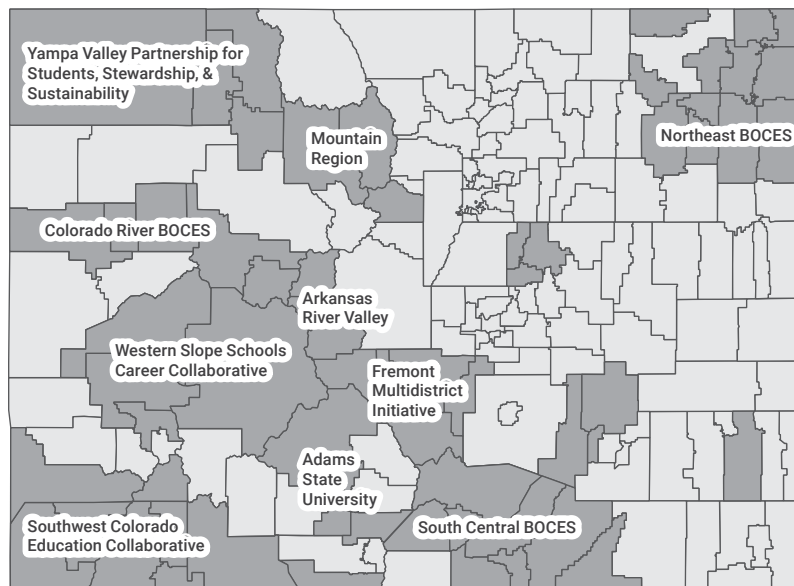 Yampa Valley Partnership for
Students, Stewardship, &
Sustainability
Mountain
Region
Northeast BOCES
Colorado River BOCES
Arkansas
River Valley
Western Slope Schools
Career Collaborative
Fremont
Multidistrict
Initiative
Adams
State
University
Southwest Colorado
Education Collaborative
South Central BOCES